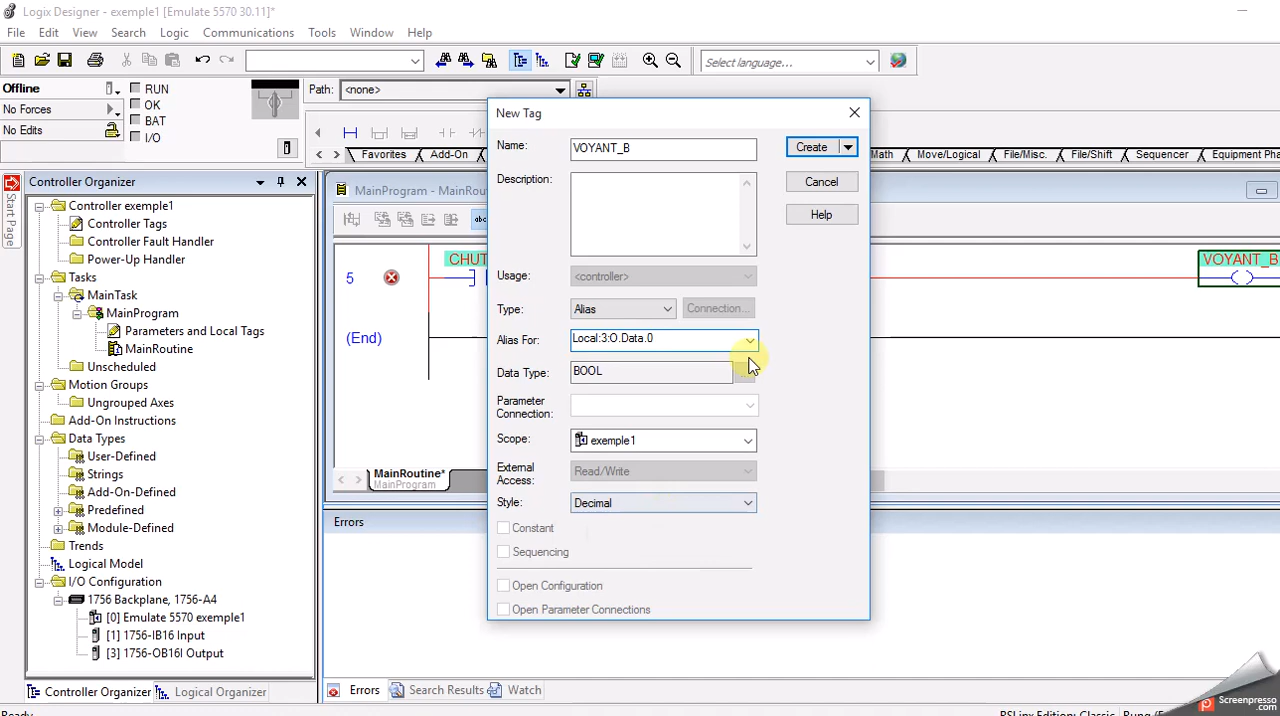 Logix Designer - exemple1 [Emulate 5570 30.11]*
File Edit View Search Logic Communications Tools Window Help
Select language...
Offline
RUN
Path: <none>
No Forces
OK
No Edits
BAT
I/O
Favorites Add-On
Math Move/Logical File/Misc. File/Shift Sequencer Equipment Pha
Start Page
Controller Organizer
Controller exemple1
Controller Tags
Controller Fault Handler
Power-Up Handler
Tasks
MainTask
MainProgram
Parameters and Local Tags
MainRoutine
Unscheduled
Motion Groups
Ungrouped Axes
Add-On Instructions
Data Types
User-Defined
Strings
Add-On-Defined
Predefined
Module-Defined
Trends
Logical Model
I/O Configuration
1756 Backplane, 1756-A4
[0] Emulate 5570 exemple1
[1] 1756-IB16 Input
[3] 1756-OB16I Output
Controller Organizer Logical Organizer
MainProgram - MainRou
abc
CHUT
VOYANT_B
5
(End)
MainRoutine*
MainProgram
Errors
Errors Search Results Watch
New Tag
Name: VOYANT_B
Create
Description:
Cancel
Help
Usage: <controller>
Type: Alias Connection...
Alias For: Local:3:O.Data.0
Data Type: BOOL
Parameter
Connection:
Scope: exemple1
External
Access: Read/Write
Style: Decimal
Constant
Sequencing
Open Configuration
Open Parameter Connections
Screenpresso
.com